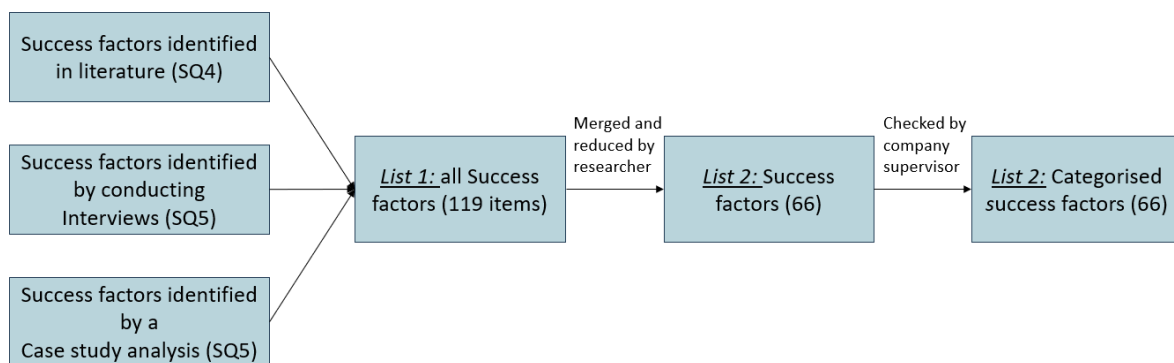 Success factors identified
in literature (SQ4)
Success factors identified
by conducting
Interviews (SQ5)
Success factors identified
by a
Case study analysis (SQ5)
List 1: all Success
factors (119 items)
Merged and
reduced by
researcher
List 2: Success
factors (66)
Checked by
company
supervisor
List 2: Categorised
success factors (66)